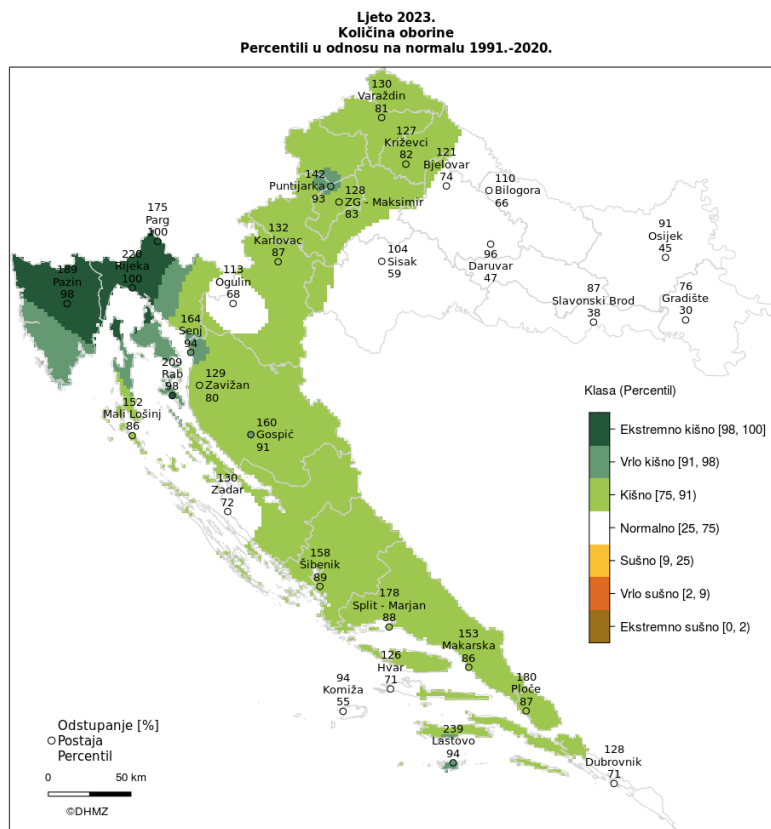 Ljeto 2023.
Količina oborine
Percentili u odnosu na normalu 1991.-2020.
130
Varaždin
81
127
Križevci
82
121
Bjelovar
74
142
Puntijarka
93
128
ZG - Maksimir
83
110
Bilogora
66
175
Parg
100
132
Karlovac
87
104
Sisak
59
96
Daruvar
47
91
Osijek
45
220
Rijeka
100
189
Pazin
98
113
Ogulin
68
87
Slavonski Brod
38
76
Gradište
30
164
Senj
94
209
Rab
98
129
Zavižan
80
152
Mali Lošinj
86
160
Gospić
91
130
Zadar
72
158
Šibenik
89
178
Split - Marjan
88
153
Makarska
86
126
Hvar
71
94
Komiža
55
180
Ploče
87
239
Lastovo
94
128
Dubrovnik
71
Klasa (Percentil)
Ekstremno kišno [98, 100]
Vrlo kišno [91, 98)
Kišno [75, 91)
Normalno [25, 75)
Sušno [9, 25)
Vrlo sušno [2, 9)
Ekstremno sušno [0, 2)
Odstupanje [%]
Postaja
Percentil
0 50 km
©DHMZ